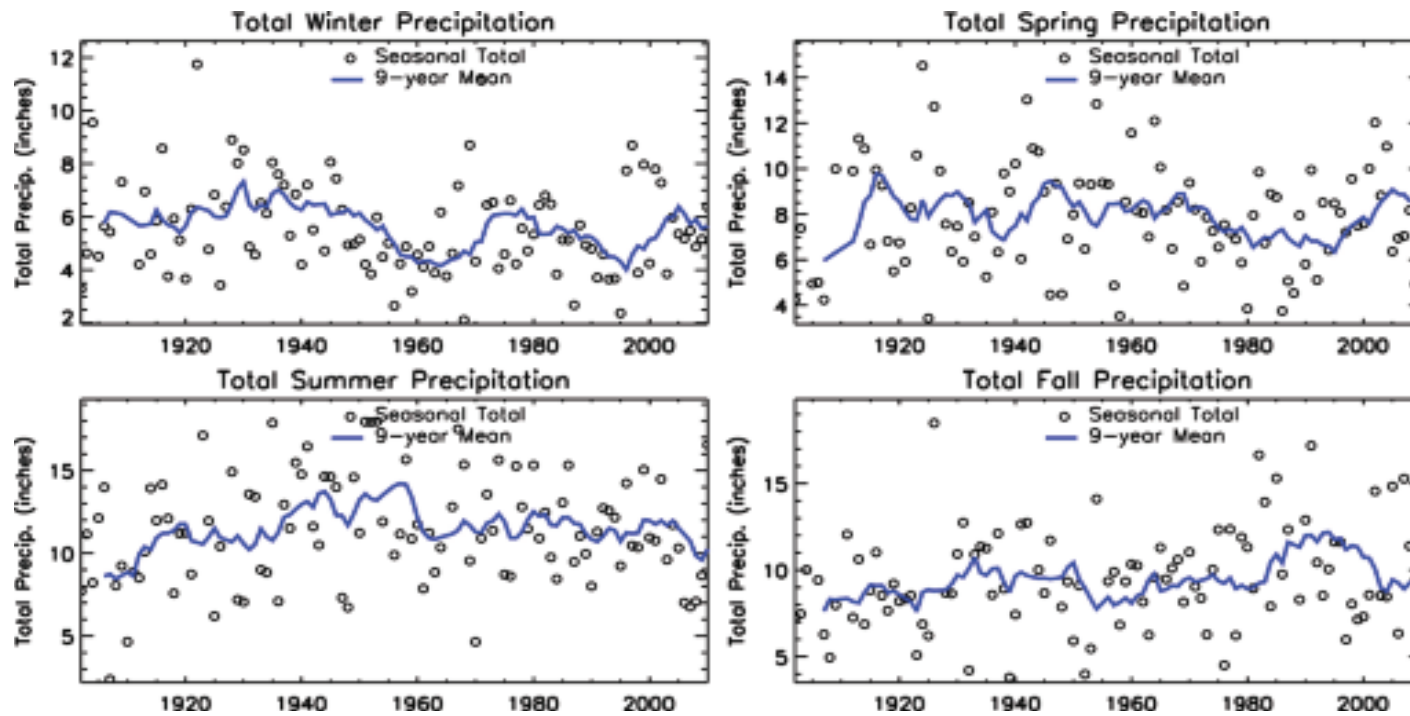 Total Winter Precipitation
Total Precip. (inches)
12
10
8
6
4
2
Seasonal Total
9-year Mean
1920 1940 1960 1980 2000
Total Spring Precipitation
Total Precip. (inches)
14
12
10
8
6
4
Seasonal Total
9-year Mean
1920 1940 1960 1980 2000
Total Summer Precipitation
Total Precip. (inches)
15
10
5
Seasonal Total
9-year Mean
1920 1940 1960 1980 2000
Total Fall Precipitation
Total Precip. (inches)
15
10
5
Seasonal Total
9-year Mean
1920 1940 1960 1980 2000